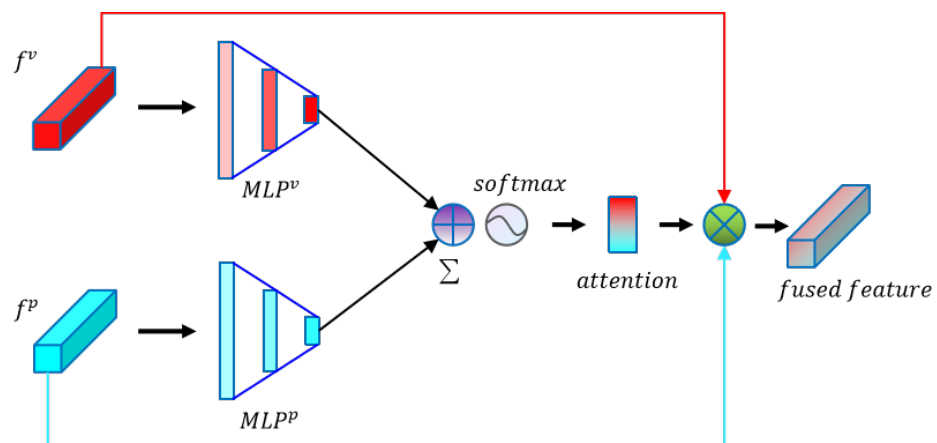 f^v
MLP^v
softmax
∑
attention
fused feature
f^p
MLP^p